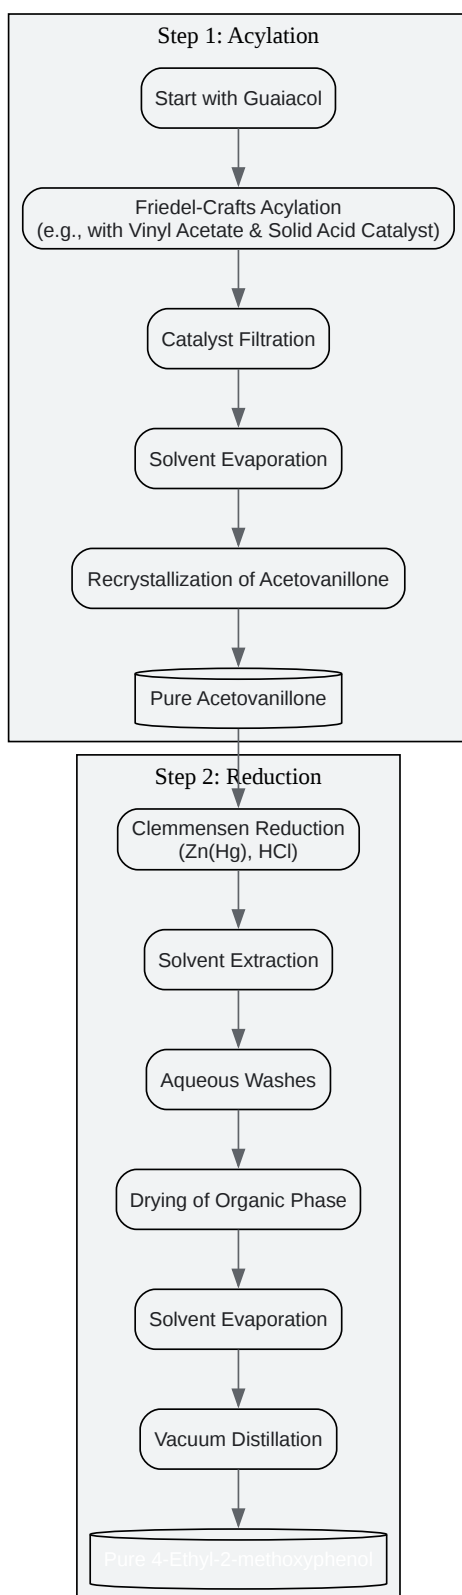 Step 1: Acylation
Start with Guaiacol
Friedel-Crafts Acylation
(e.g., with Vinyl Acetate & Solid Acid Catalyst)
Catalyst Filtration
Solvent Evaporation
Recrystallization of Acetovanillone
Pure Acetovanillone
Step 2: Reduction
Clemmensen Reduction
(Zn(Hg), HCl)
Solvent Extraction
Aqueous Washes
Drying of Organic Phase
Solvent Evaporation
Vacuum Distillation
Pure 4-Ethyl-2-methoxyphenol